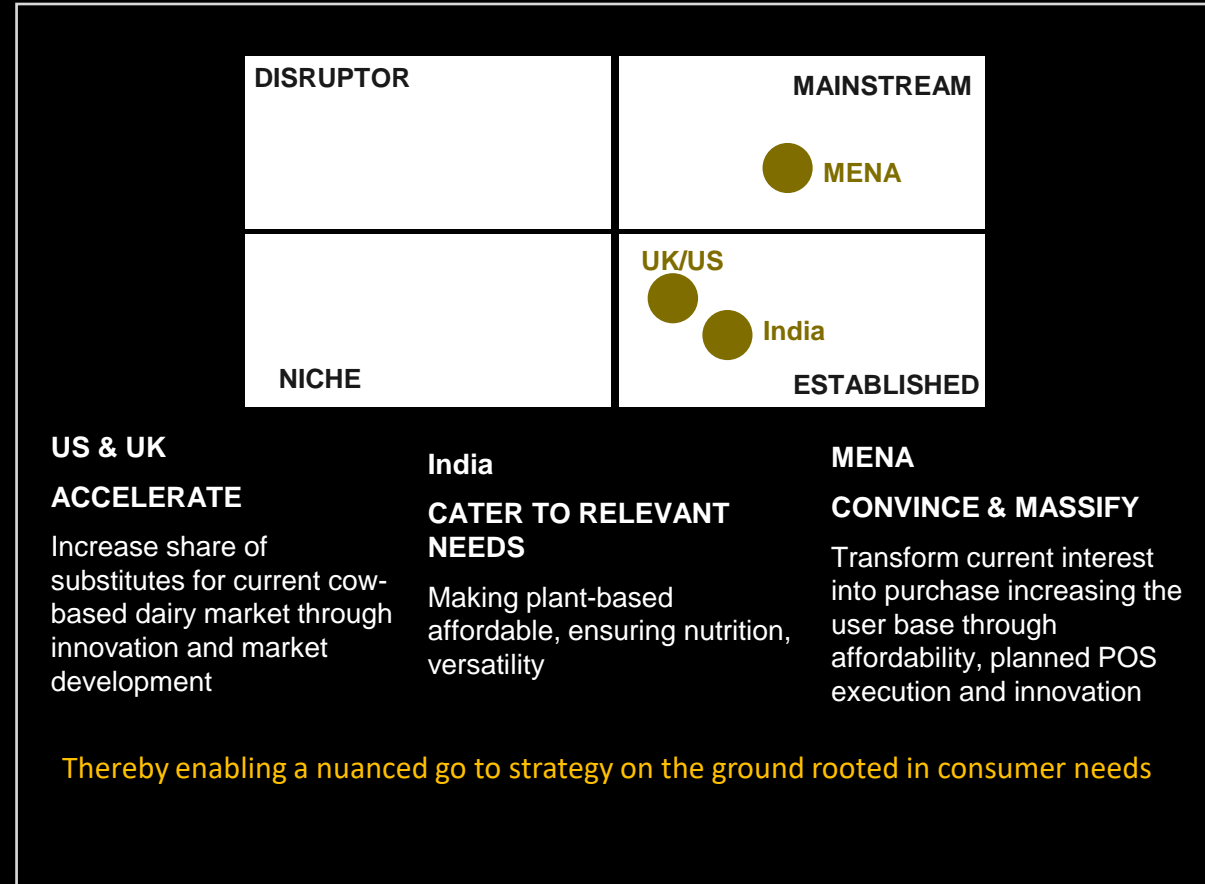 DISRUPTOR
MAINSTREAM
MENA
UK/US
India
NICHE
ESTABLISHED
US & UK
ACCELERATE
Increase share of
substitutes for current cow-
based dairy market through
innovation and market
development
India
CATER TO RELEVANT
NEEDS
Making plant-based
affordable, ensuring nutrition,
versatility
MENA
CONVINCE & MASSIFY
Transform current interest
into purchase increasing the
user base through
affordability, planned POS
execution and innovation
Thereby enabling a nuanced go to strategy on the ground rooted in consumer needs